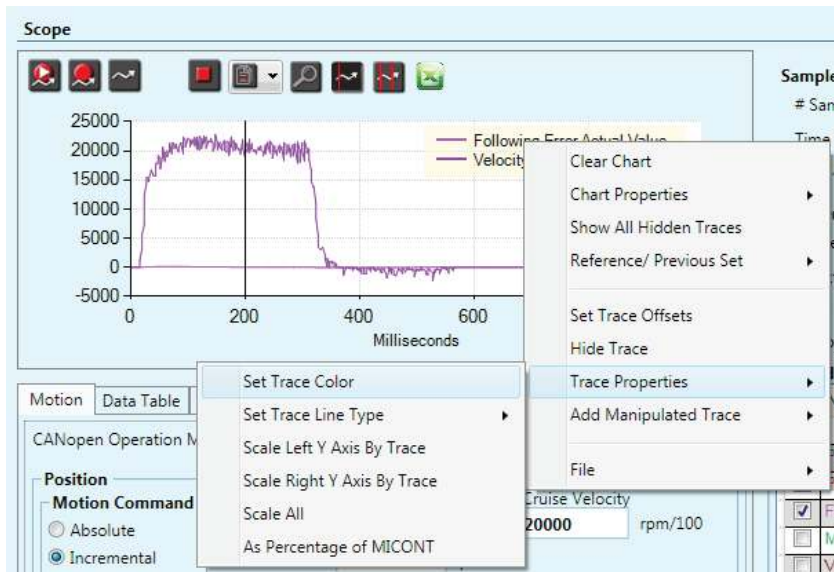 Scope
25000
20000
15000
10000
5000
0
-5000
0
200
400
600
Milliseconds
Following Error Actual Value
Velocity
Clear Chart
Chart Properties
Show All Hidden Traces
Reference/ Previous Set
Set Trace Offsets
Hide Trace
Trace Properties
Add Manipulated Trace
File
Set Trace Color
Set Trace Line Type
Scale Left Y Axis By Trace
Scale Right Y Axis By Trace
Scale All
As Percentage of MICONT
Sample
# Sam
Time
Motion
Data Table
CANopen Operation M
Position
Motion Command
Absolute
Incremental
Cruise Velocity
20000
rpm/100
F
M
V